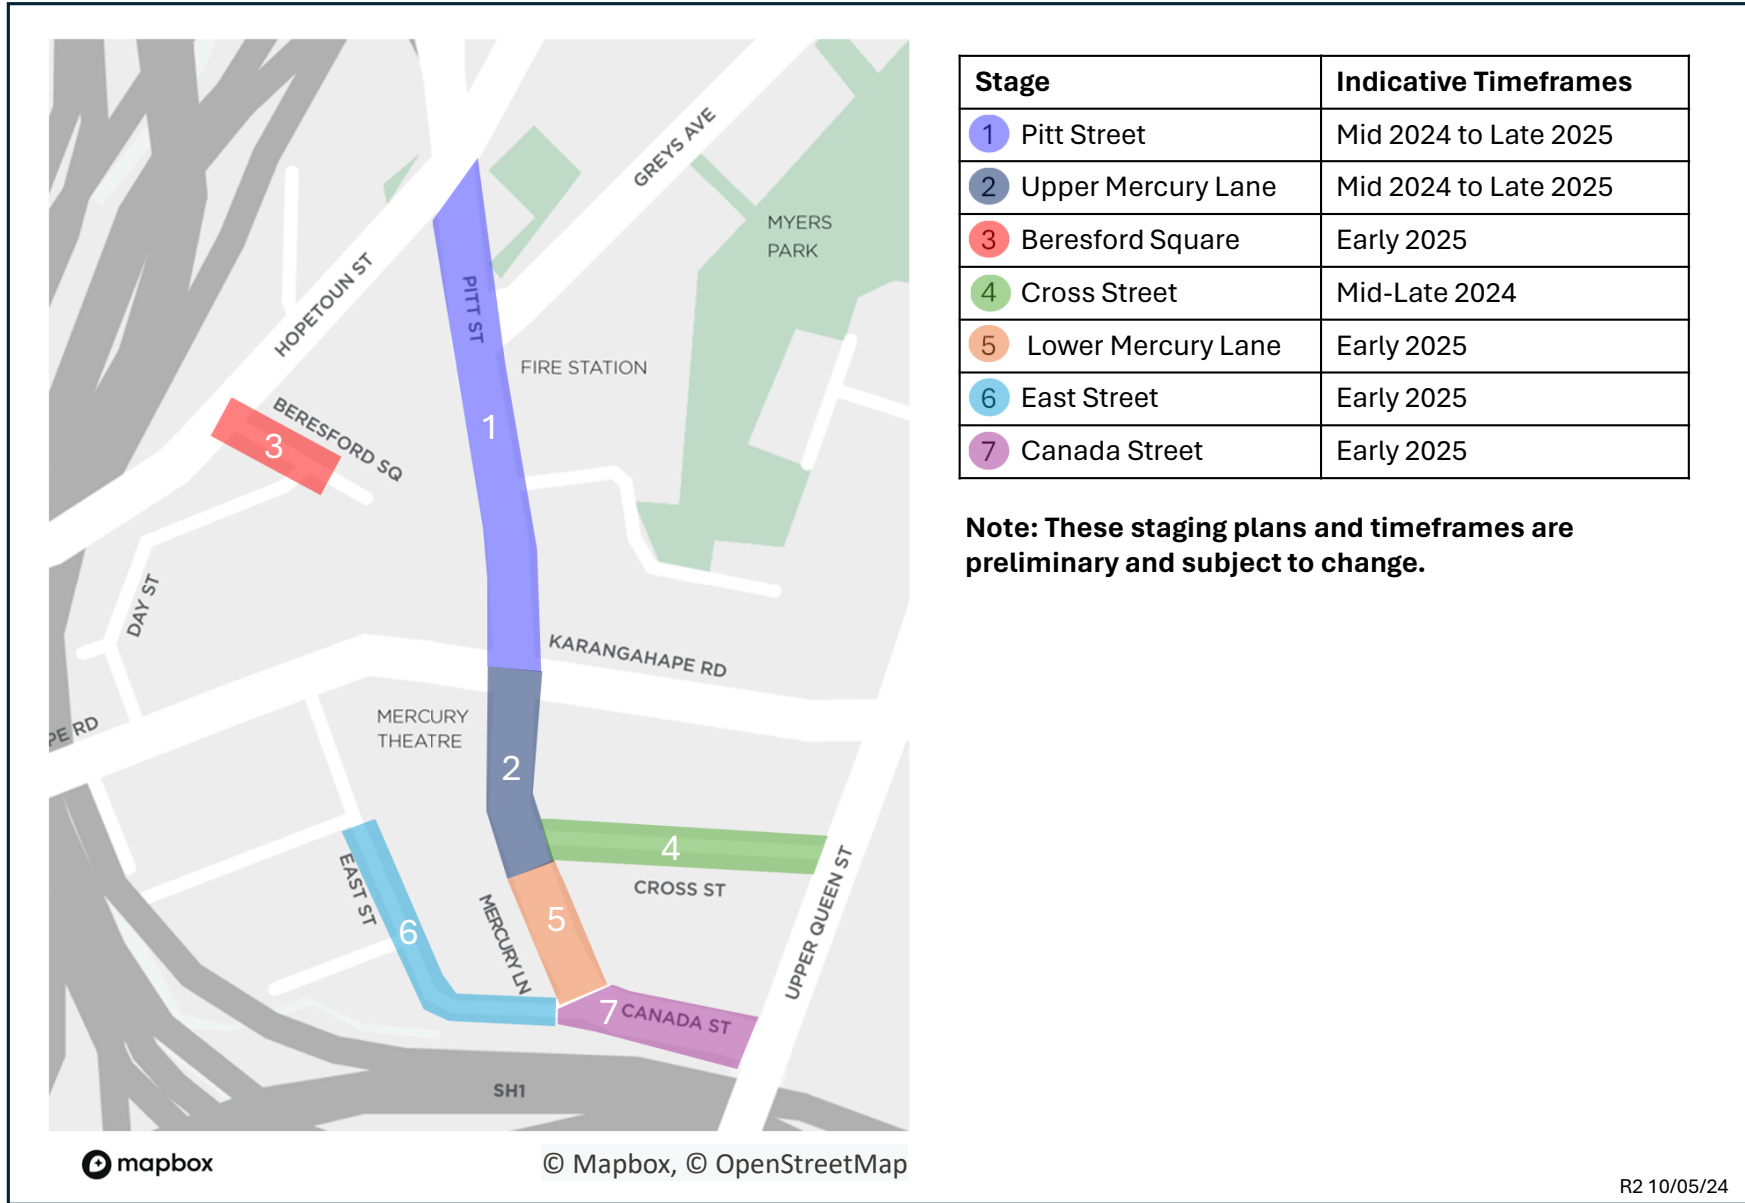 GREYS AVE
MYERS
PARK
HOPETOUN ST
PITT ST
FIRE STATION
1
BERESFORD SQ
3
DAY ST
KARANGAHAPE RD
PE RD
MERCURY
THEATRE
2
4
CROSS ST
EAST ST
6
MERCURY LN
5
UPPER QUEEN ST
7
CANADA ST
SH1
mapbox
© Mapbox, © OpenStreetMap
Stage Indicative Timeframes
1 Pitt Street Mid 2024 to Late 2025
2 Upper Mercury Lane Mid 2024 to Late 2025
3 Beresford Square Early 2025
4 Cross Street Mid-Late 2024
5 Lower Mercury Lane Early 2025
6 East Street Early 2025
7 Canada Street Early 2025
Note: These staging plans and timeframes are
preliminary and subject to change.
R2 10/05/24